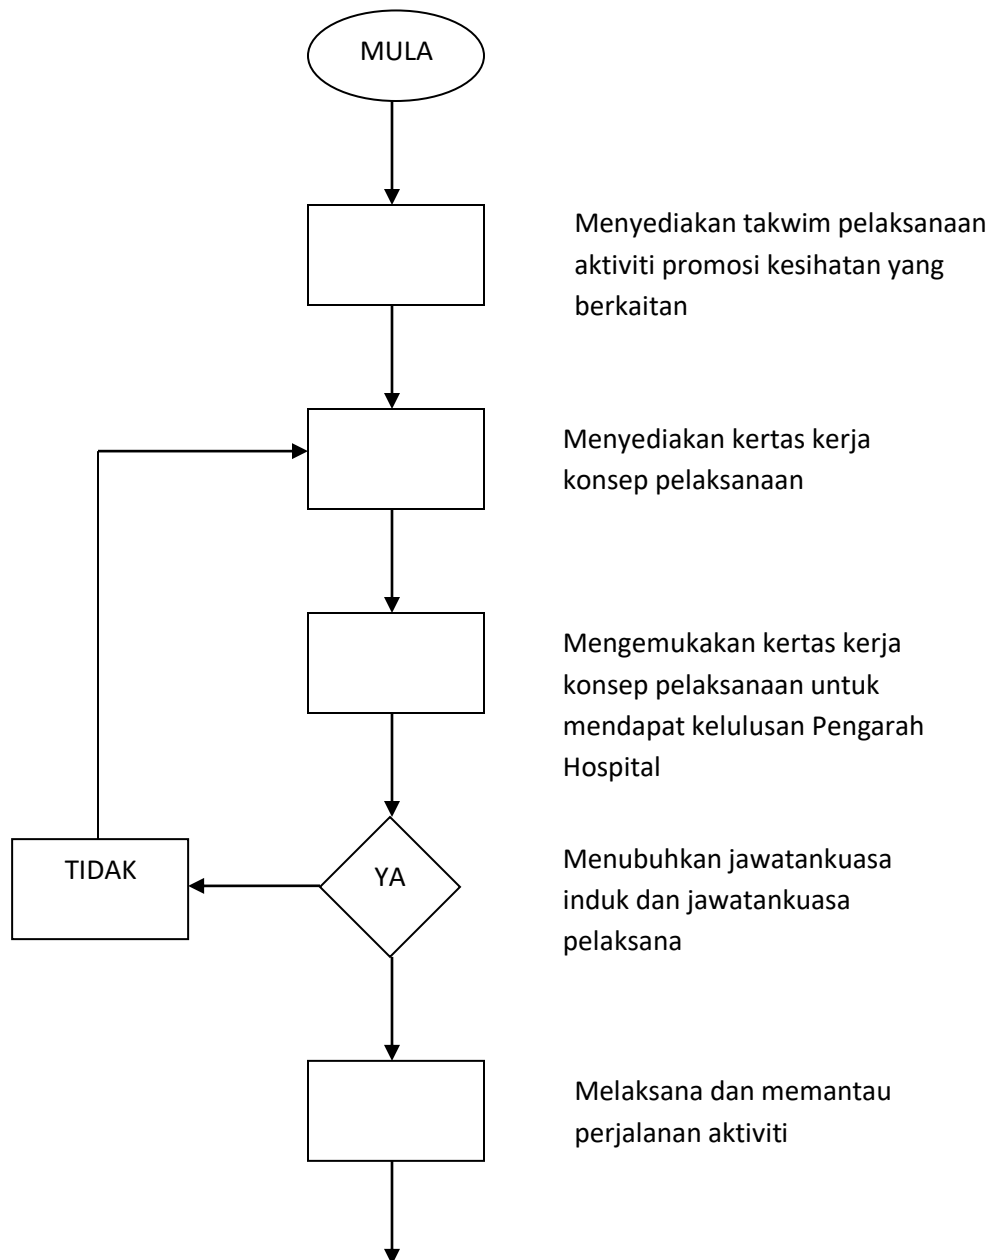 MULA
Menyediakan takwim pelaksanaan
aktiviti promosi kesihatan yang
berkaitan
Menyediakan kertas kerja
konsep pelaksanaan
Mengemukakan kertas kerja
konsep pelaksanaan untuk
mendapat kelulusan Pengarah
Hospital
TIDAK
YA
Menubuhkan jawatankuasa
induk dan jawatankuasa
pelaksana
Melaksana dan memantau
perjalanan aktiviti